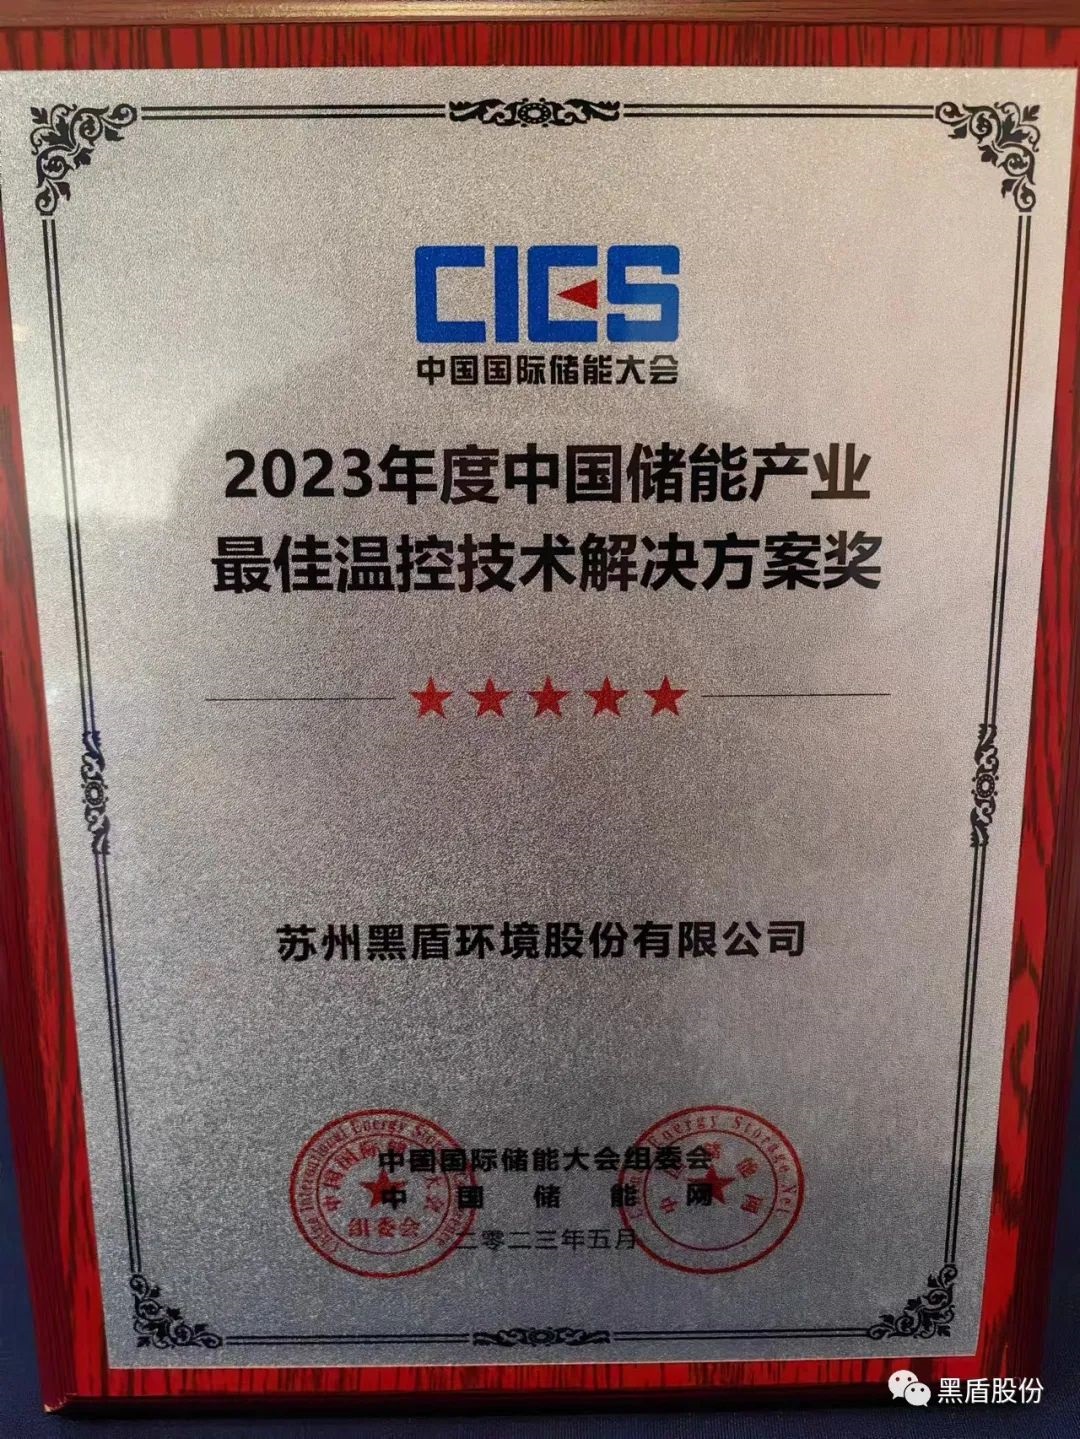 CIES
中国国际储能大会
2023年度中国储能产业
最佳温控技术解决方案奖
★★★★★
苏州黑盾环境股份有限公司
中国国际储能大会组委会
中国储能网
二零二三年五月
组委会
黑盾股份